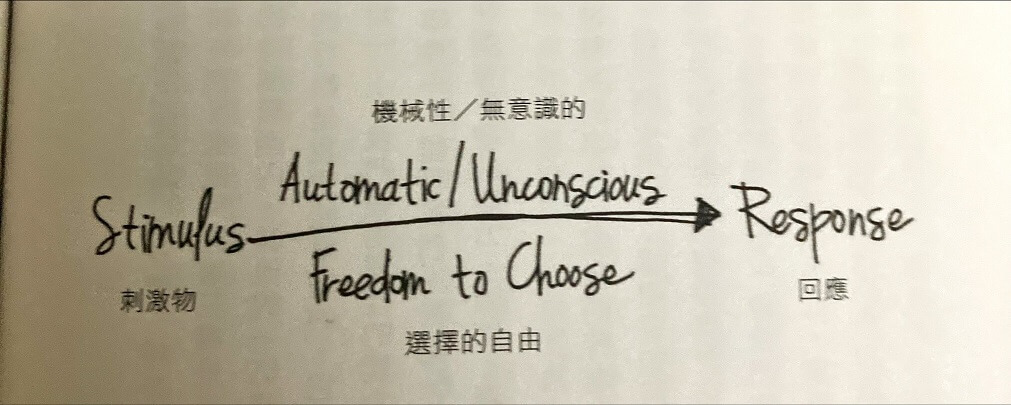 機械性／無意識的
Automatic/Unconscious
Stimulus Response
Freedom to Choose
刺激物 回應
選擇的自由